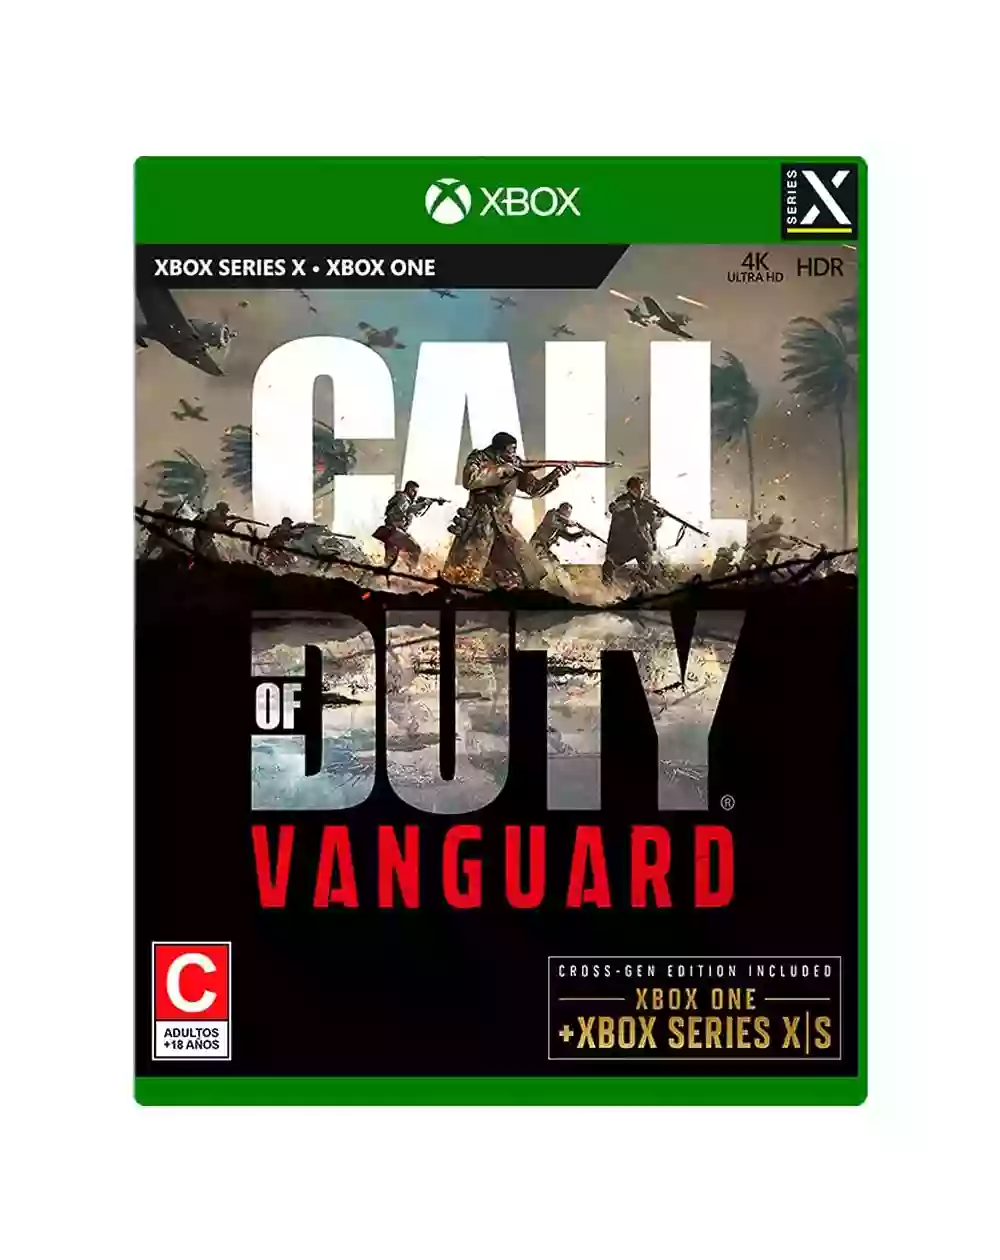 XBOX
SERIES X
XBOX SERIES X • XBOX ONE
4K
ULTRA HD
HDR
CALL
OF DUTY®
VANGUARD
CROSS-GEN EDITION INCLUDED
XBOX ONE
+XBOX SERIES X|S
C
ADULTOS
+18 AÑOS